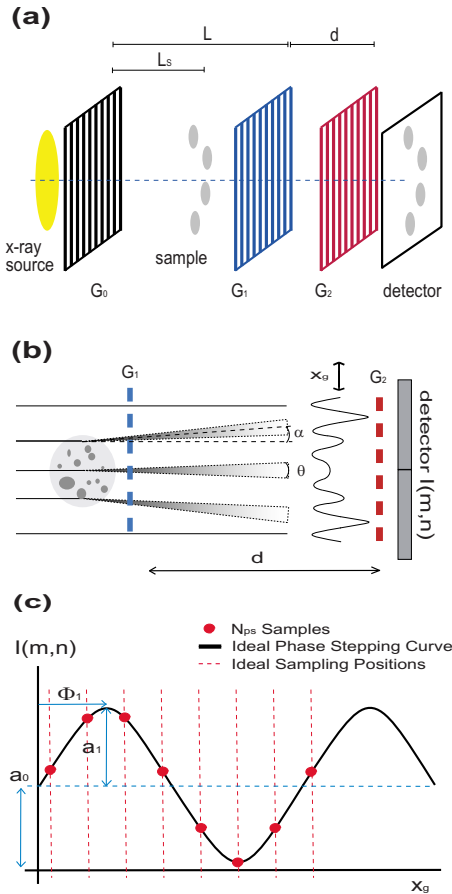 (a)
L
d
Ls
x-ray
source
sample
G₀
G₁
G₂
detector
(b)
G₁
xg
G₂
α
θ
detector I(m,n)
d
(c)
I(m,n)
Nps Samples
Ideal Phase Stepping Curve
Ideal Sampling Positions
Φ₁
a₁
a₀
xg